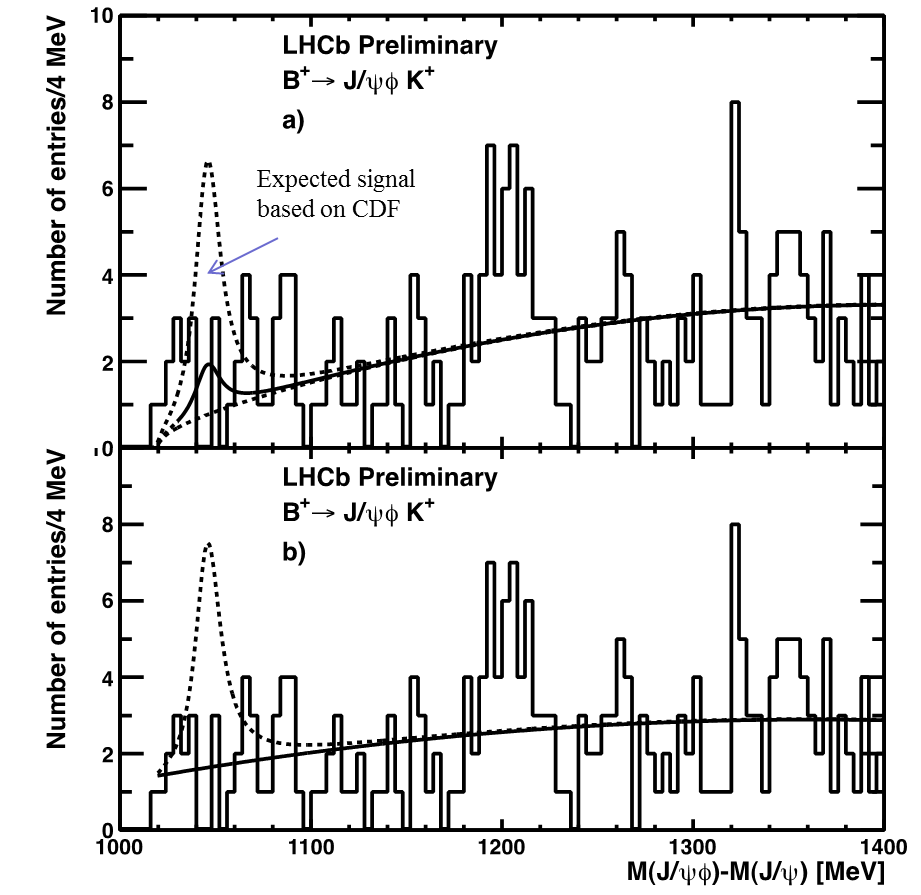 Number of entries/4 MeV
10
8
6
4
2
0
LHCb Preliminary
B+→ J/ψϕ K+
a)
Expected signal
based on CDF
Number of entries/4 MeV
8
6
4
2
0
LHCb Preliminary
B+→ J/ψϕ K+
b)
1000 1100 1200 1300 1400
M(J/ψϕ)-M(J/ψ) [MeV]